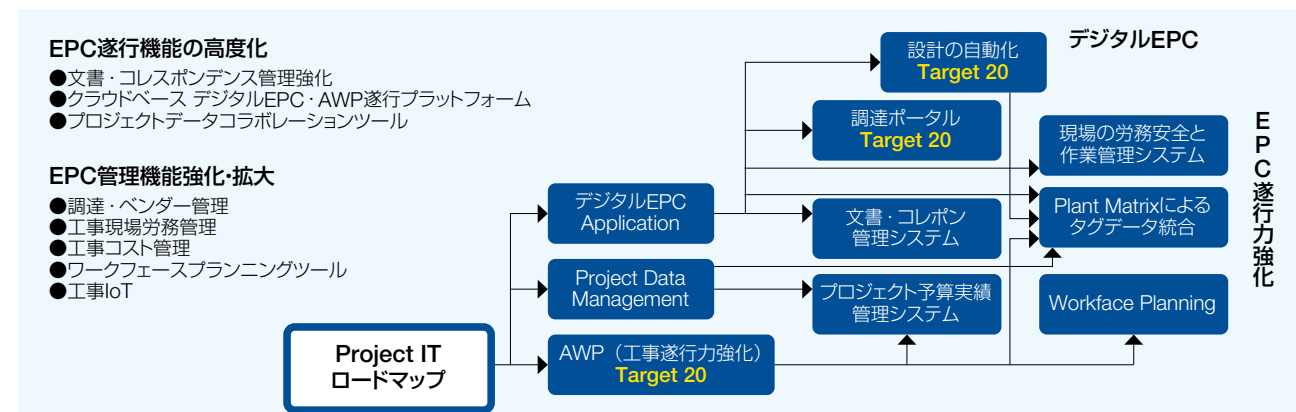 EPC遂行機能の高度化
●文書・コレスポンデンス管理強化
●クラウドベース デジタルEPC・AWP遂行プラットフォーム
●プロジェクトデータコラボレーションツール
EPC管理機能強化・拡大
●調達・ベンダー管理
●工事現場労務管理
●工事コスト管理
●ワークフェースプランニングツール
●工事IoT
Project IT
ロードマップ
デジタルEPC
Application
Project Data
Management
AWP（工事遂行力強化）
Target 20
設計の自動化
Target 20
調達ポータル
Target 20
文書・コレポン
管理システム
プロジェクト予算実績
管理システム
デジタルEPC
現場の労務安全と
作業管理システム
Plant Matrixによる
タグデータ統合
Workface Planning
EPC遂行力強化